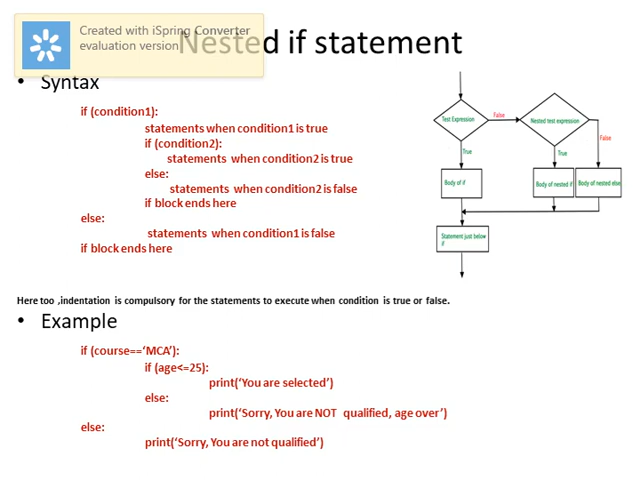 Created with iSpring Converter
evaluation version
Nested if statement
• Syntax
if (condition1):
statements when condition1 is true
if (condition2):
statements when condition2 is true
else:
statements when condition2 is false
if block ends here
else:
statements when condition1 is false
if block ends here
Test Expression
False
Nested test expression
False
True
True
Body of if
Body of nested if
Body of nested else
Statement just below
if
Here too ,indentation is compulsory for the statements to execute when condition is true or false.
• Example
if (course==‘MCA’):
if (age<=25):
print(‘You are selected’)
else:
print(‘Sorry, You are NOT qualified, age over’)
else:
print(‘Sorry, You are not qualified’)